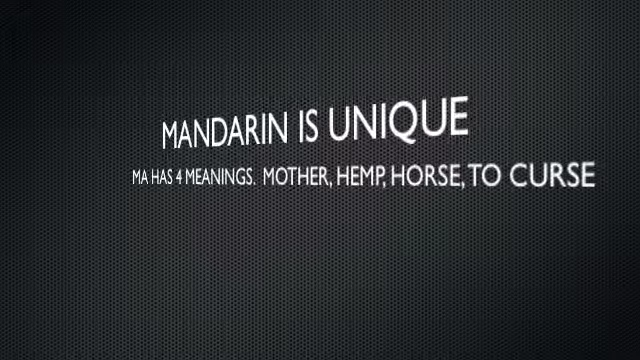 MANDARIN IS UNIQUE
MA HAS 4 MEANINGS. MOTHER, HEMP, HORSE, TO CURSE